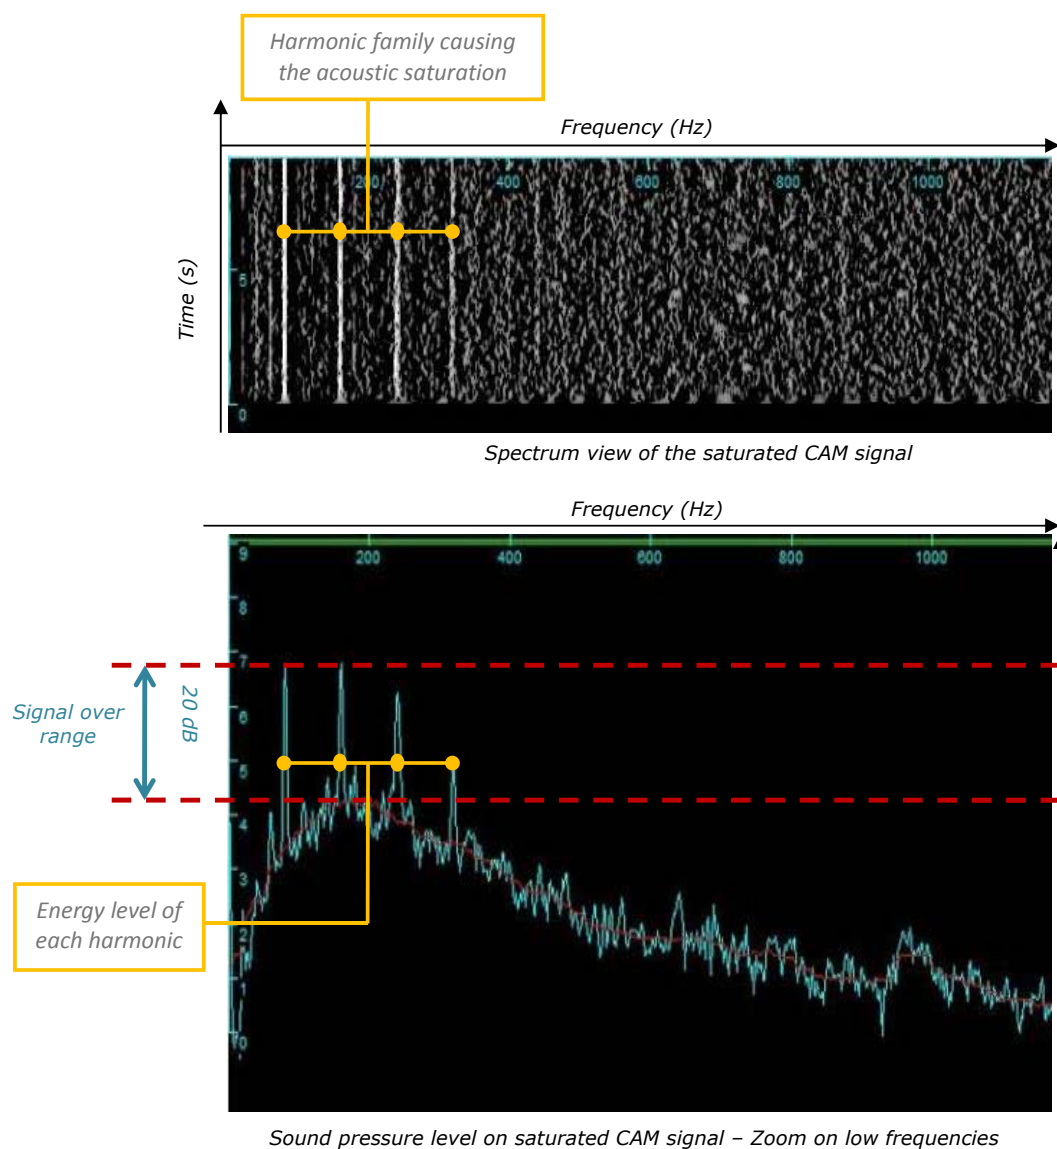 Harmonic family causing
the acoustic saturation
Frequency (Hz)
200 400 600 800 1000
Time (s)
5
0
Spectrum view of the saturated CAM signal
Frequency (Hz)
9
200 400 600 800 1000
8
7
Signal over
range
20 dB
6
5
4
3
Energy level of
each harmonic
2
1
0
Sound pressure level on saturated CAM signal – Zoom on low frequencies